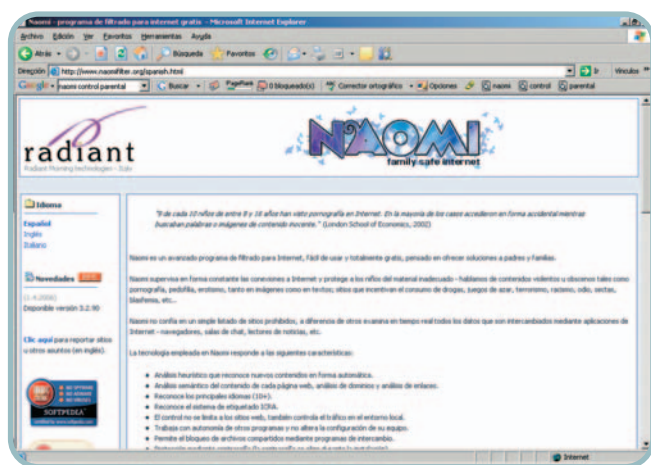 Naomi - programa de filtrado para internet gratis - Microsoft Internet Explorer
Archivo Edición Ver Favoritos Herramientas Ayuda
Atrás Búsqueda Favoritos
Dirección http://www.naomifilter.org/spanish.html Ir Vínculos
Google naomi control parental Buscar PageRank 0 bloqueado(s) Corrector ortográfico Opciones naomi control parental
radiant
Radiant Morning technologies - Italy
NAOMI
family safe internet
Idioma
Español
Inglés
Italiano
Novedades
(1.4.2006)
Disponible versión 3.2.90
Clic aquí para reportar sitios
u otros asuntos (en inglés).
SOFTPEDIA
"9 de cada 10 niños de entre 8 y 16 años han visto pornografía en Internet. En la mayoría de los casos accedieron en forma accidental mientras
buscaban palabras o imágenes de contenido inocente." (London School of Economics, 2002)
Naomi es un avanzado programa de filtrado para Internet, fácil de usar y totalmente gratis, pensado en ofrecer soluciones a padres y familias.
Naomi supervisa en forma constante las conexiones a Internet y protege a los niños del material inadecuado - hablamos de contenidos violentos u obscenos tales como
pornografía, pedofilia, erotismo, tanto en imágenes como en textos; sitios que incentivan el consumo de drogas, juegos de azar, terrorismo, racismo, odio, sectas,
blasfemia, etc..
Naomi no confía en un simple listado de sitios prohibidos, a diferencia de otros examina en tiempo real todos los datos que son intercambiados mediante aplicaciones de
Internet - navegadores, salas de chat, lectores de noticias, etc.
La tecnología empleada en Naomi responde a las siguientes características:
Análisis heurístico que reconoce nuevos contenidos en forma automática.
Análisis semántico del contenido de cada página web, análisis de dominios y análisis de enlaces.
Reconoce los principales idiomas (10+).
Reconoce el sistema de etiquetado ICRA.
El control no se limita a los sitios web, también controla el tráfico en el entorno local.
Trabaja con autonomía de otros programas y no altera la configuración de su equipo.
Permite el bloqueo de archivos compartidos mediante programas de intercambio.
Internet